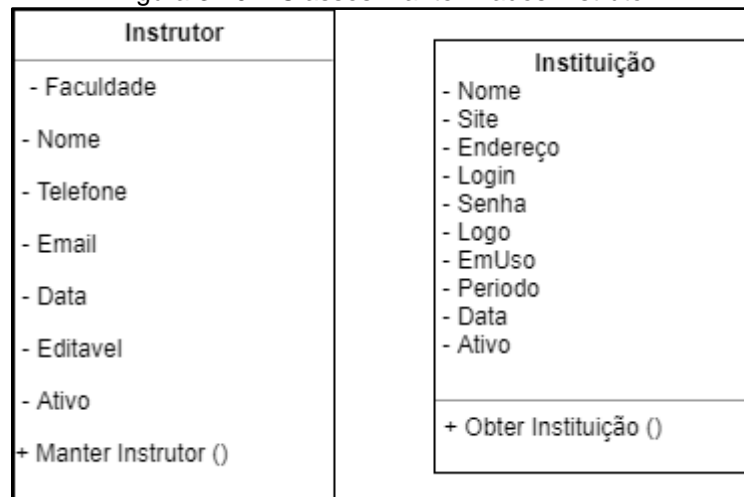 Instrutor
- Faculdade
- Nome
- Telefone
- Email
- Data
- Editavel
- Ativo
+ Manter Instrutor ()
Instituição
- Nome
- Site
- Endereço
- Login
- Senha
- Logo
- EmUso
- Periodo
- Data
- Ativo
+ Obter Instituição ()